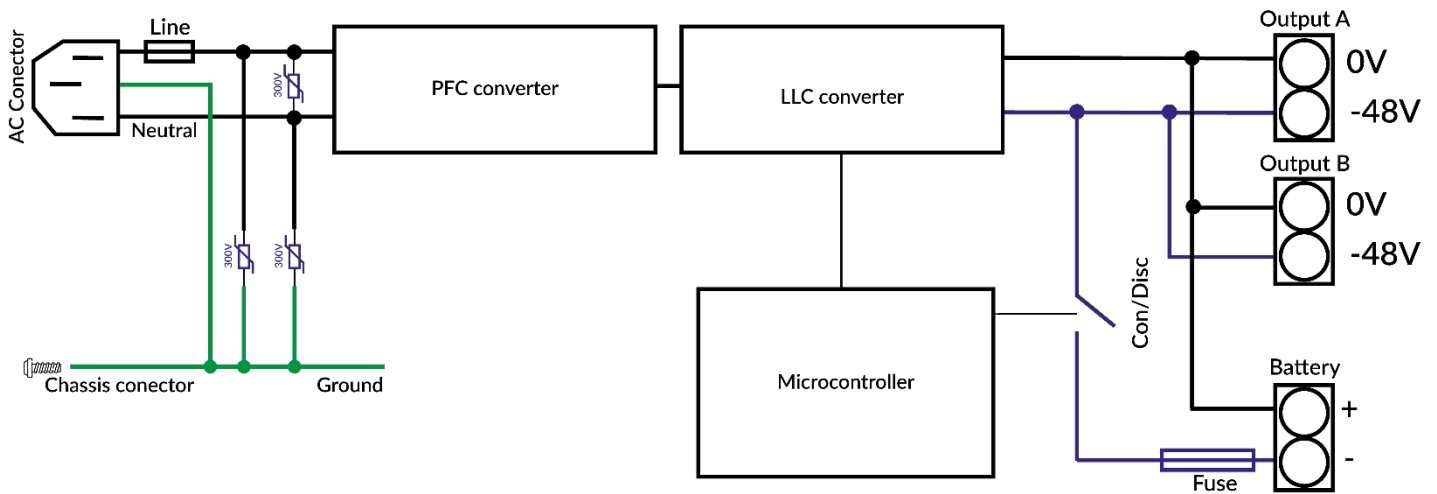 AC Conector
Line
Neutral
300V
300V
300V
PFC converter
LLC converter
Output A
0V
-48V
Output B
0V
-48V
Con/Disc
Microcontroller
Chassis conector
Ground
Battery
+
-
Fuse